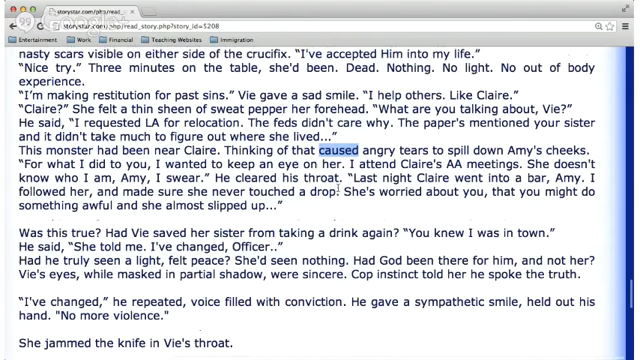 storystar.com/php/read_story
www.storystar.com/php/read_story.php?story_id=5208
Entertainment Work Financial Teaching Websites Immigration
nasty scars visible on either side of the crucifix. “I've accepted Him into my life.”
“Nice try.” Three minutes on the table, she'd been. Dead. Nothing. No light. No out of body
experience.
“I'm making restitution for past sins.” Vie gave a sad smile. “I help others. Like Claire.”
“Claire?” She felt a thin sheen of sweat pepper her forehead. “What are you talking about, Vie?”
He said, “I requested LA for relocation. The feds didn't care why. The paper's mentioned your sister
and it didn't take much to figure out where she lived...”
This monster had been near Claire. Thinking of that caused angry tears to spill down Amy's cheeks.
“For what I did to you, I wanted to keep an eye on her. I attend Claire's AA meetings. She doesn't
know who I am, Amy, I swear.” He cleared his throat. “Last night Claire went into a bar, Amy. I
followed her, and made sure she never touched a drop. She's worried about you, that you might do
something awful and she almost slipped up...”
Was this true? Had Vie saved her sister from taking a drink again? “You knew I was in town.”
He said, “She told me. I've changed, Officer..”
Had he truly seen a light, felt peace? She'd seen nothing. Had God been there for him, and not her?
Vie's eyes, while masked in partial shadow, were sincere. Cop instinct told her he spoke the truth.
“I've changed,” he repeated, voice filled with conviction. He gave a sympathetic smile, held out his
hand. "No more violence."
She jammed the knife in Vie's throat.